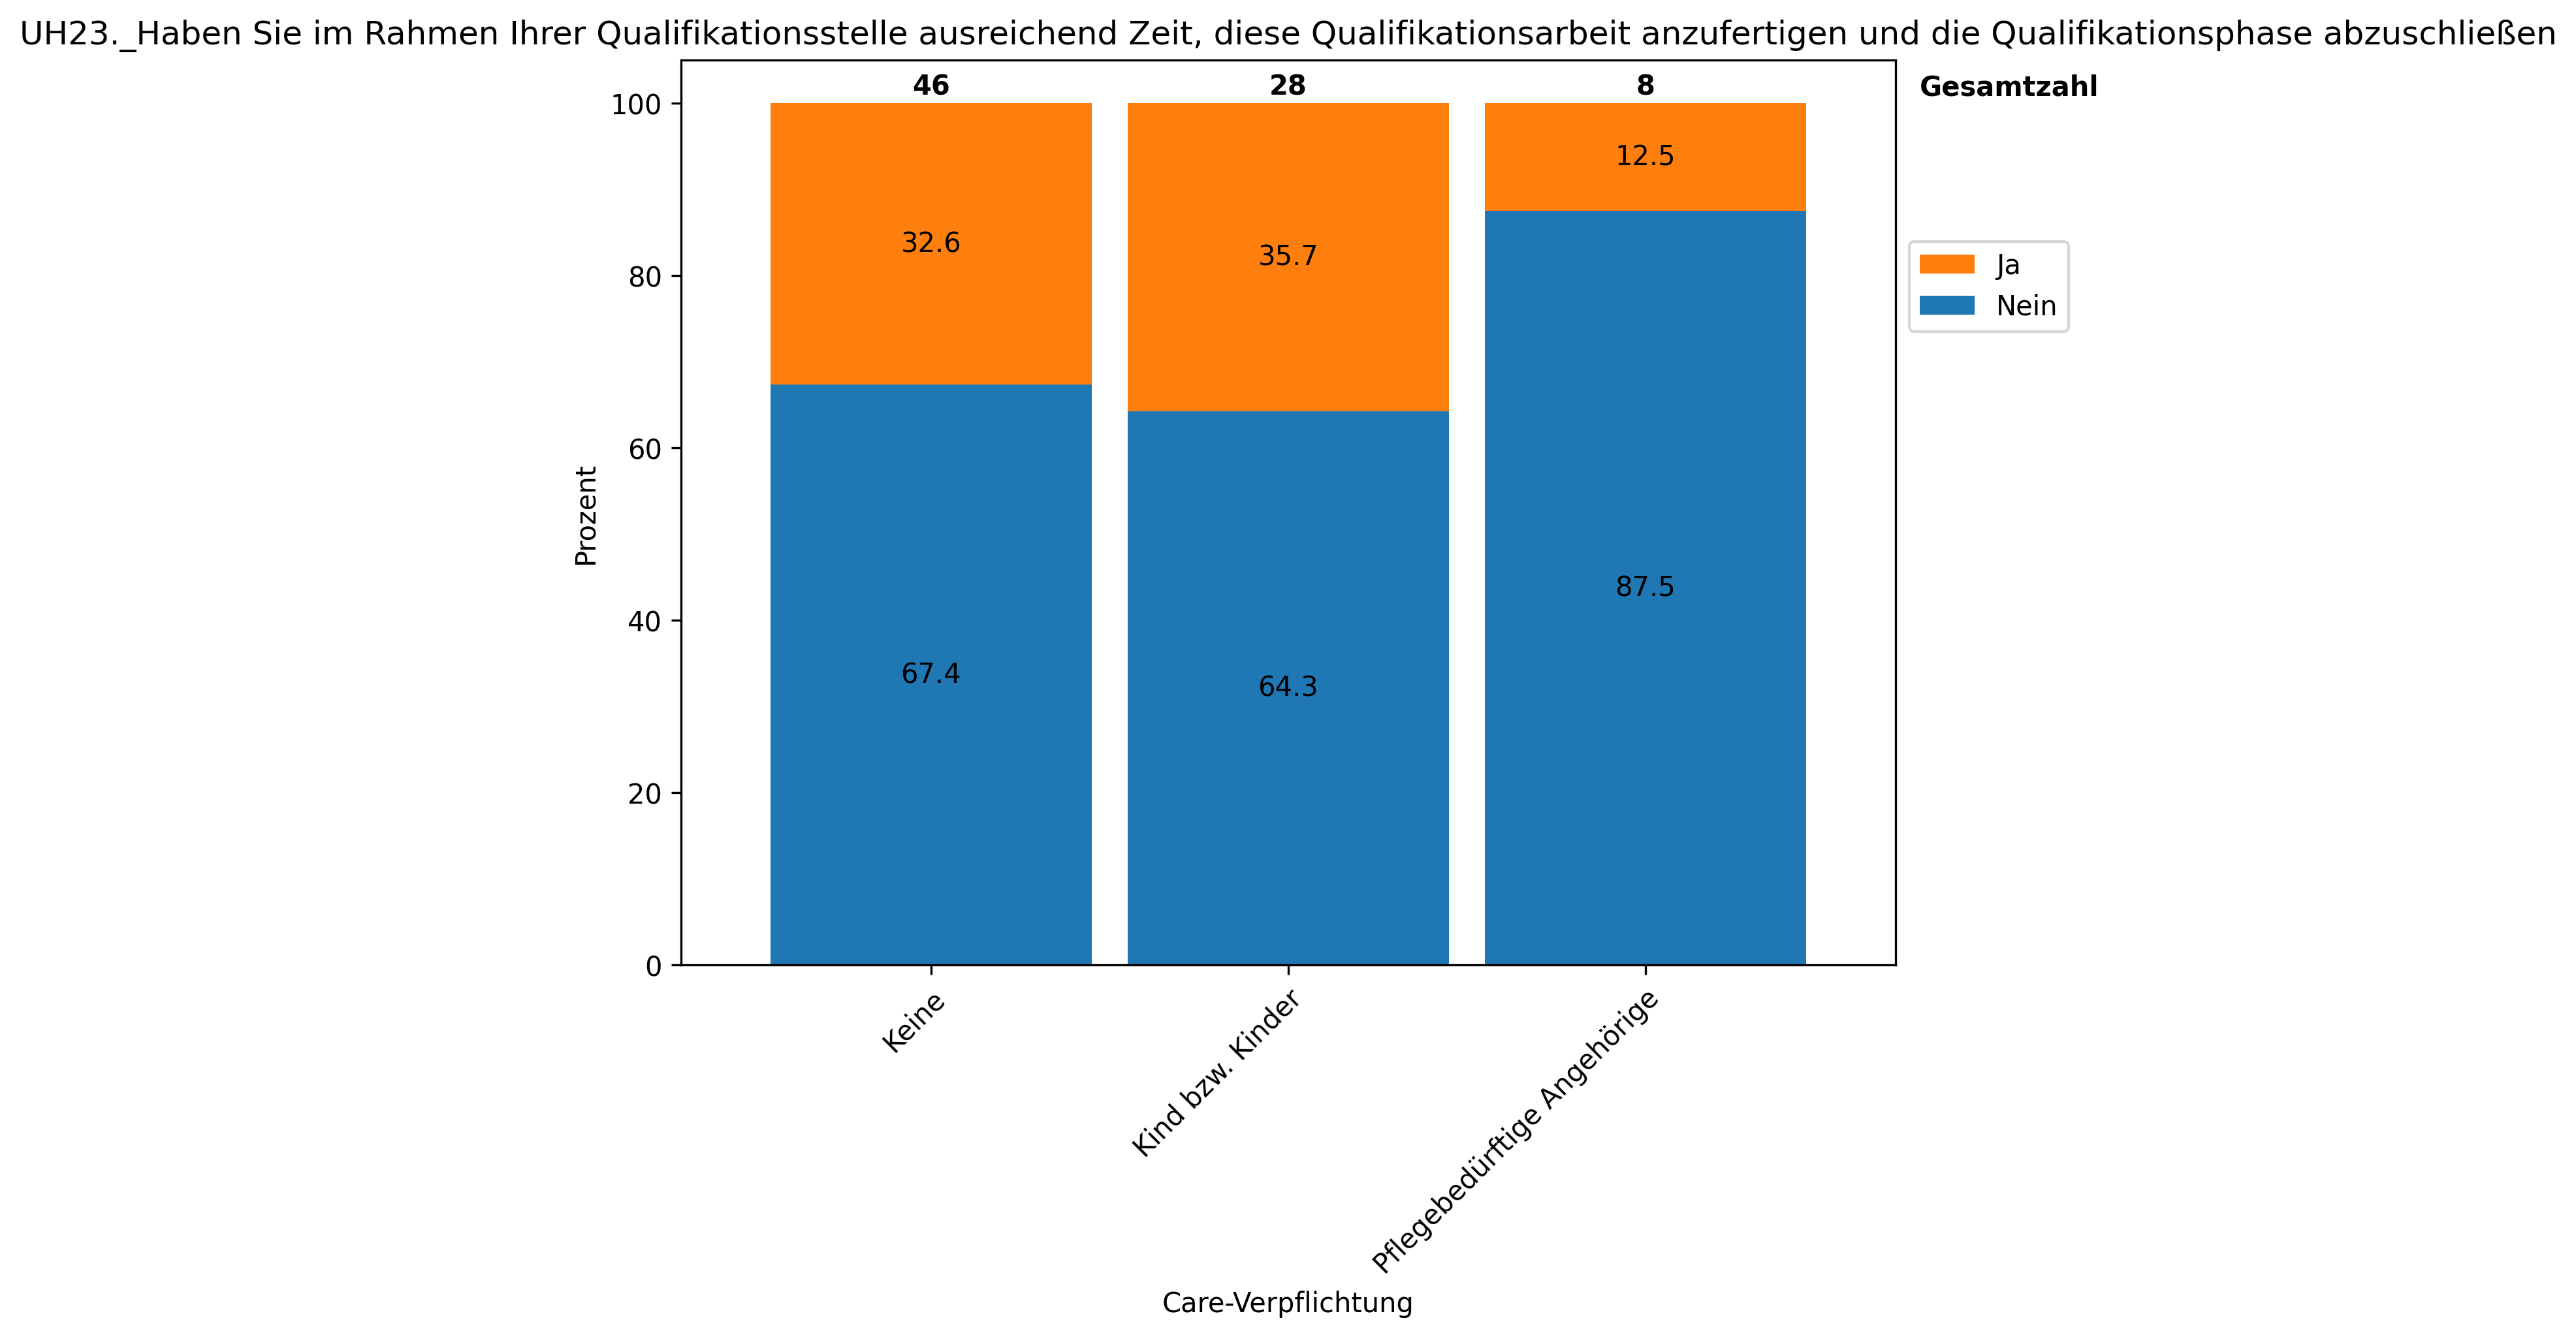 UH23._Haben Sie im Rahmen Ihrer Qualifikationsstelle ausreichend Zeit, diese Qualifikationsarbeit anzufertigen und die Qualifikationsphase abzuschließen
46 28 8 Gesamtzahl
100
80
60
40
20
0
Prozent
32.6
35.7
12.5
67.4
64.3
87.5
Ja
Nein
Keine
Kind bzw. Kinder
Pflegebedürftige Angehörige
Care-Verpflichtung